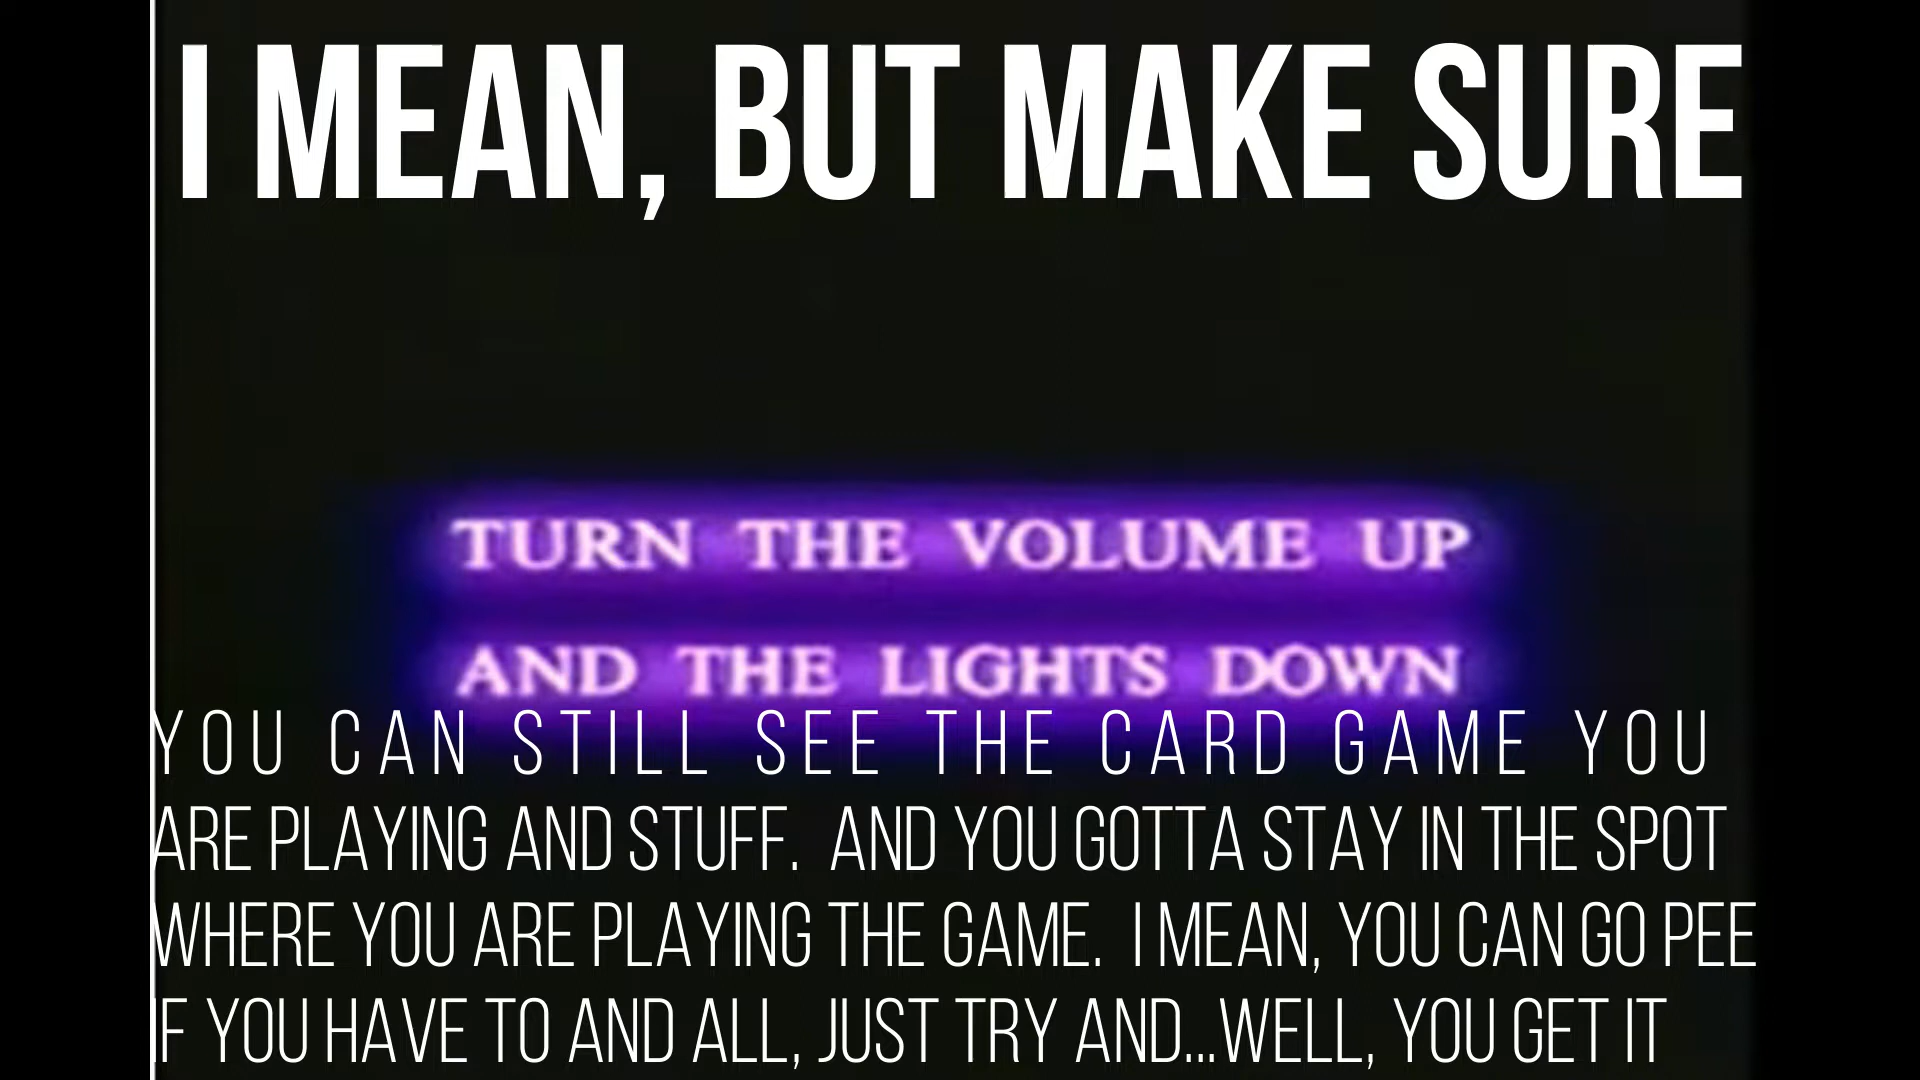 I MEAN, BUT MAKE SURE
TURN THE VOLUME UP
AND THE LIGHTS DOWN
YOU CAN STILL SEE THE CARD GAME YOU
ARE PLAYING AND STUFF. AND YOU GOTTA STAY IN THE SPOT
WHERE YOU ARE PLAYING THE GAME. I MEAN, YOU CAN GO PEE
IF YOU HAVE TO AND ALL, JUST TRY AND...WELL, YOU GET IT